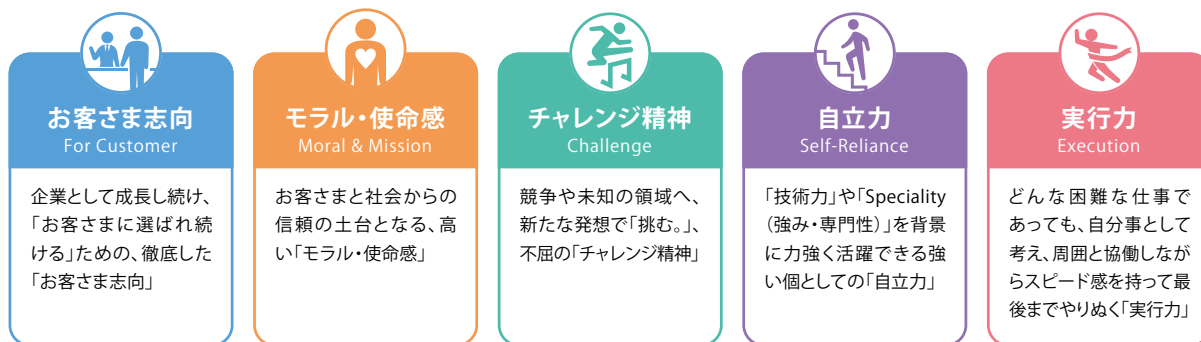 お客さま志向
For Customer
企業として成長し続け、
「お客さまに選ばれ続
ける」ための、徹底した
「お客さま志向」
モラル・使命感
Moral & Mission
お客さまと社会からの
信頼の土台となる、高
い「モラル・使命感」
チャレンジ精神
Challenge
競争や未知の領域へ、
新たな発想で「挑む。」、
不屈の「チャレンジ精神」
自立力
Self-Reliance
「技術力」や「Speciality
（強み・専門性）」を背景
に力強く活躍できる強
い個としての「自立力」
実行力
Execution
どんな困難な仕事で
あっても、自分事として
考え、周囲と協働しなが
らスピード感を持って最
後までやりぬく「実行力」